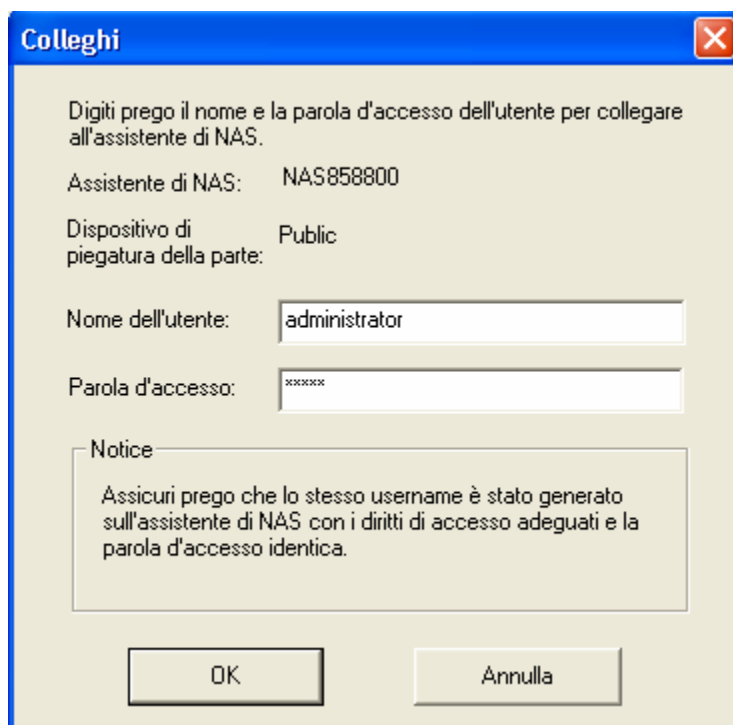 Colleghi
Digiti prego il nome e la parola d'accesso dell'utente per collegare
all'assistente di NAS.
Assistente di NAS: NAS858800
Dispositivo di
piegatura della parte: Public
Nome dell'utente: administrator
Parola d'accesso: xxxxx
Notice
Assicuri prego che lo stesso username è stato generato
sull'assistente di NAS con i diritti di accesso adeguati e la
parola d'accesso identica.
OK Annulla